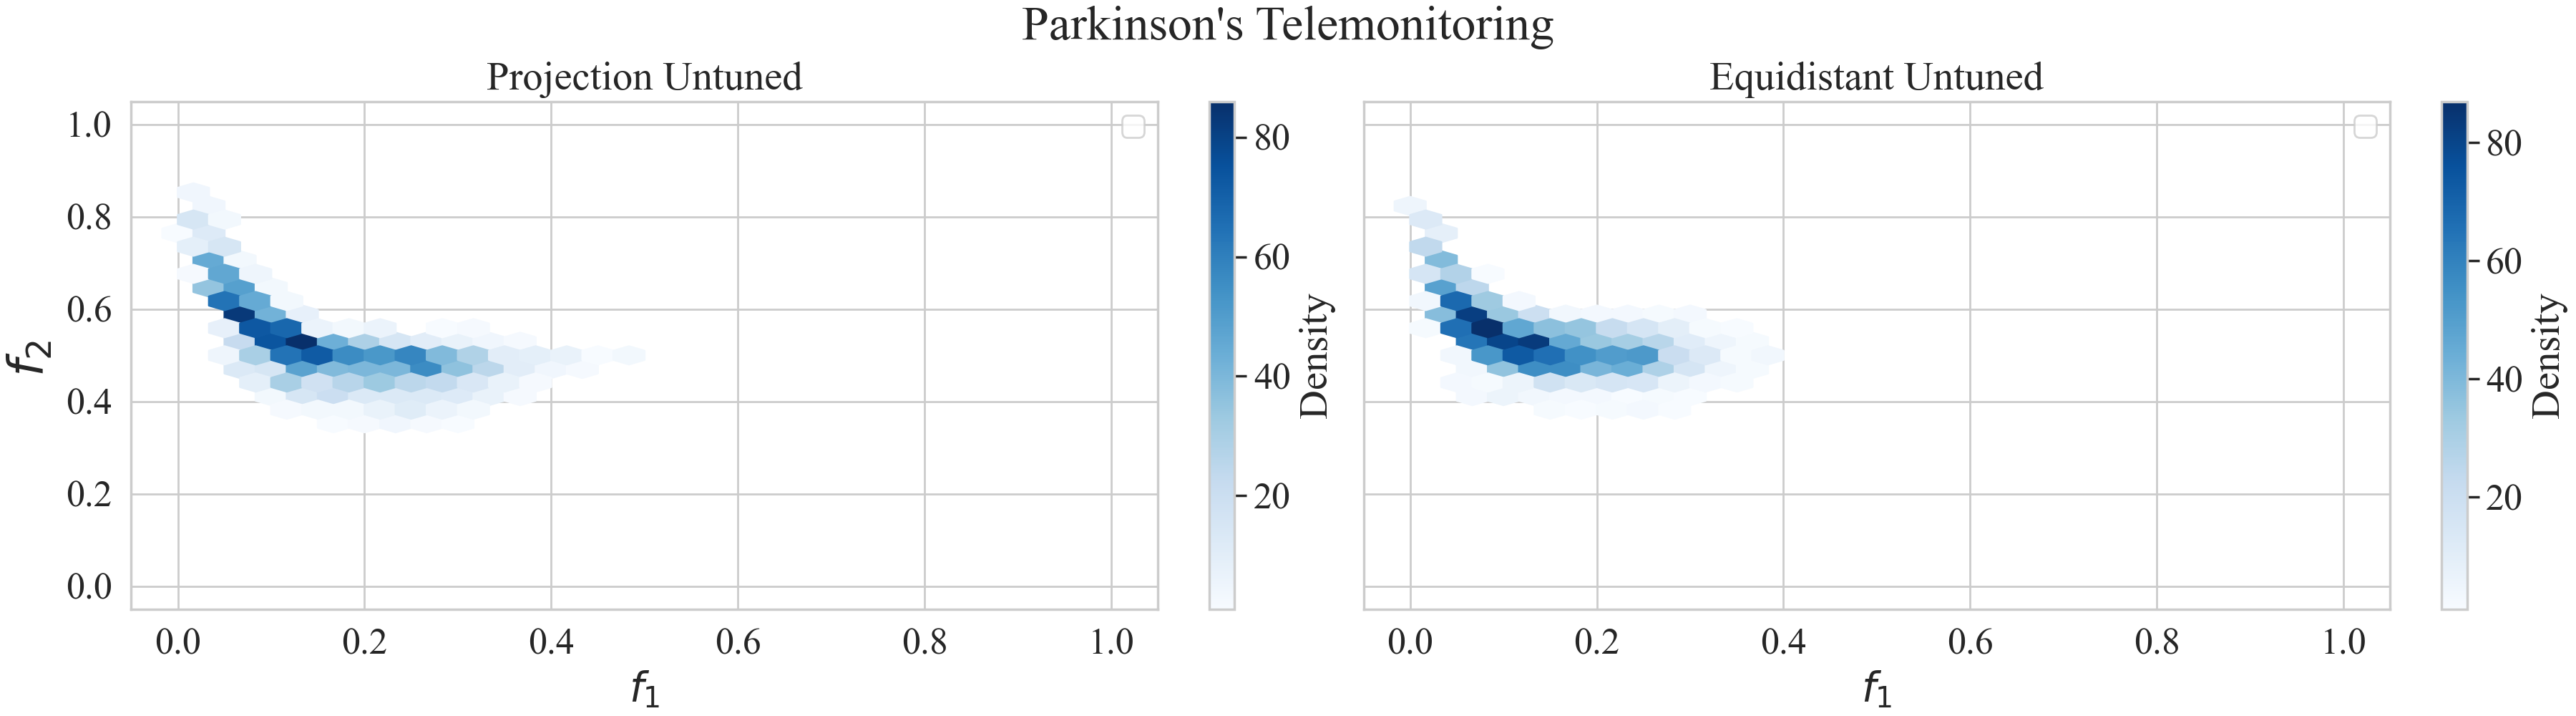 Parkinson's Telemonitoring
Projection Untuned
1.0
0.8
0.6
0.4
0.2
0.0
f2
0.0 0.2 0.4 0.6 0.8 1.0
f1
80
60
40
20
Density
Equidistant Untuned
0.0 0.2 0.4 0.6 0.8 1.0
f1
80
60
40
20
Density